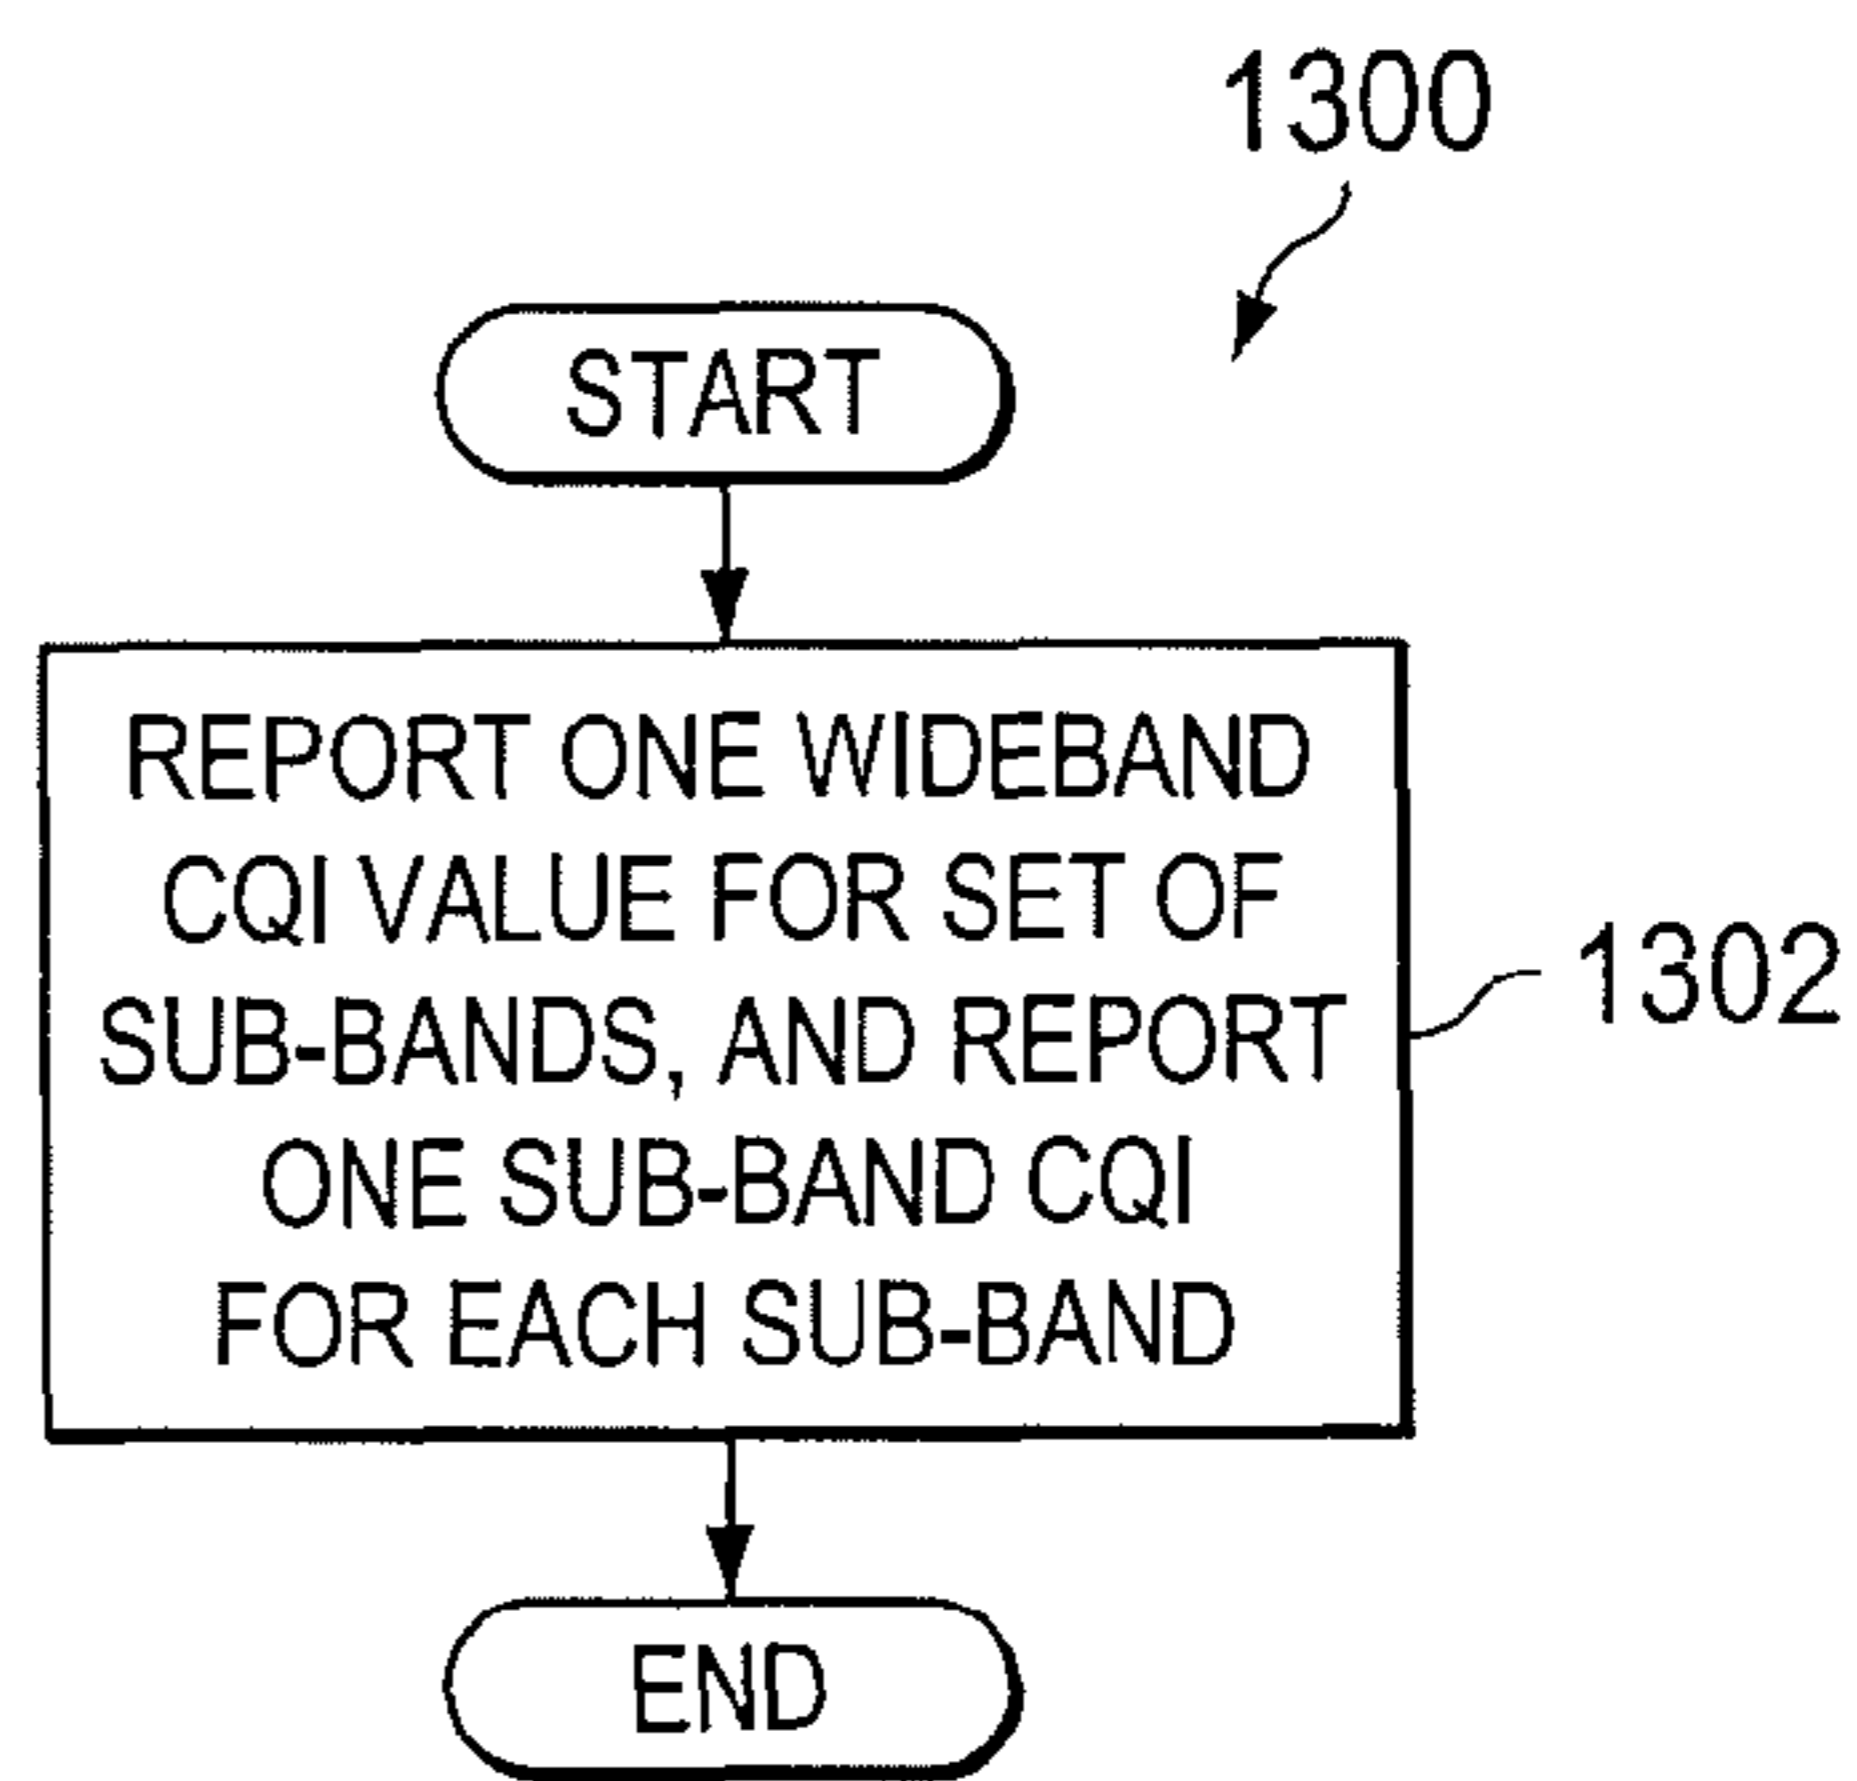 1300
START
REPORT ONE WIDEBAND
CQI VALUE FOR SET OF
SUB-BANDS, AND REPORT
ONE SUB-BAND CQI
FOR EACH SUB-BAND
1302
END